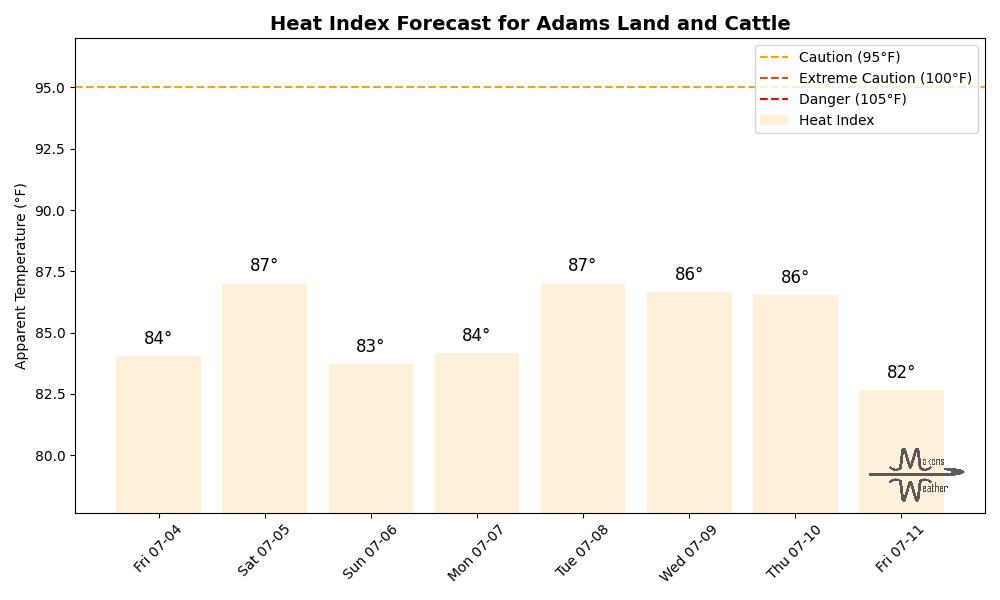 Heat Index Forecast for Adams Land and Cattle
Caution (95°F)
Extreme Caution (100°F)
Danger (105°F)
Heat Index
Apparent Temperature (°F)
95.0
92.5
90.0
87.5
85.0
82.5
80.0
84°
87°
83°
84°
87°
86°
86°
82°
Fri 07-04
Sat 07-05
Sun 07-06
Mon 07-07
Tue 07-08
Wed 07-09
Thu 07-10
Fri 07-11
eather